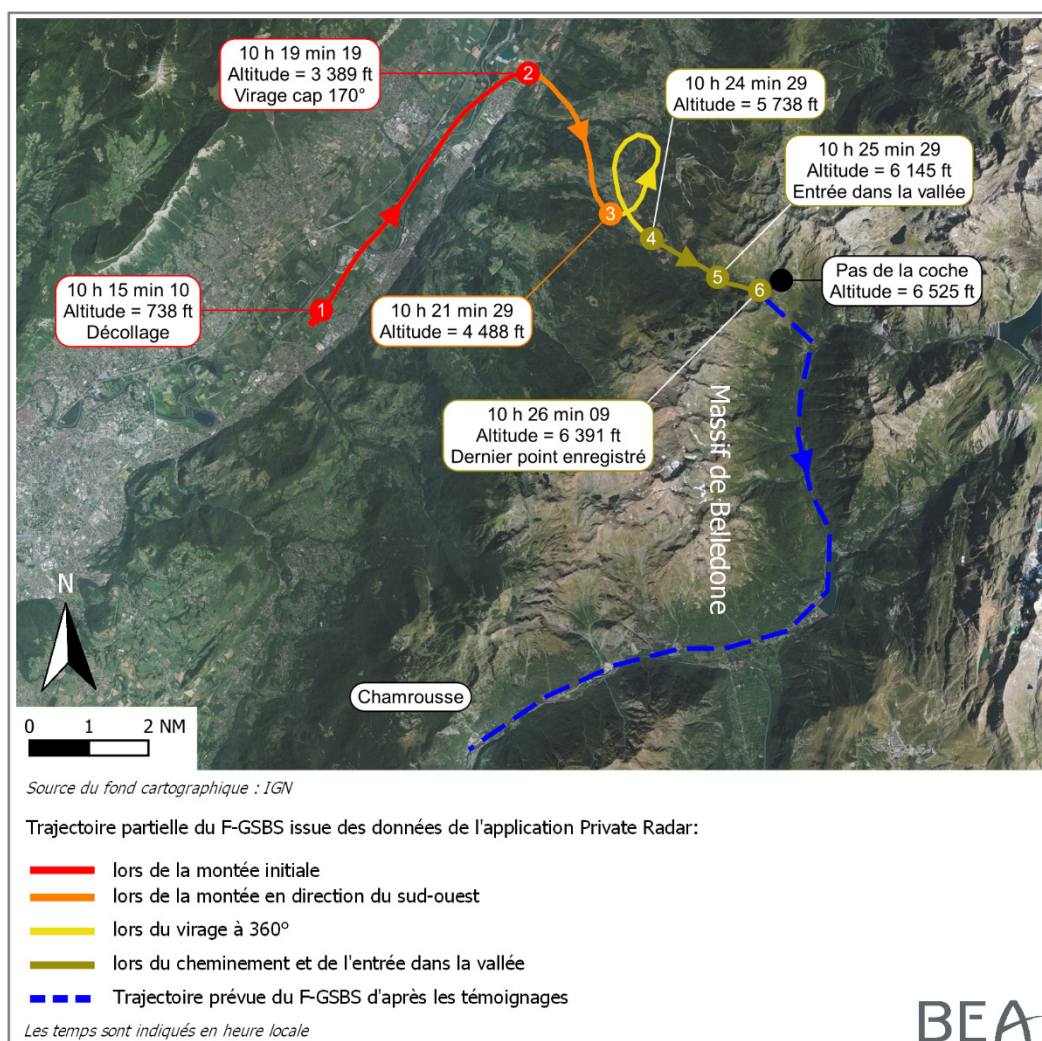 10 h 19 min 19
Altitude = 3 389 ft
Virage cap 170°
2
10 h 24 min 29
Altitude = 5 738 ft
10 h 25 min 29
Altitude = 6 145 ft
Entrée dans la vallée
3
4
5
6
Pas de la coche
Altitude = 6 525 ft
10 h 15 min 10
Altitude = 738 ft
Décollage
1
10 h 21 min 29
Altitude = 4 488 ft
10 h 26 min 09
Altitude = 6 391 ft
Dernier point enregistré
Massif de Belledone
N
Chamrousse
0 1 2 NM
Source du fond cartographique : IGN
Trajectoire partielle du F-GSBS issue des données de l'application Private Radar:
lors de la montée initiale
lors de la montée en direction du sud-ouest
lors du virage à 360°
lors du cheminement et de l'entrée dans la vallée
Trajectoire prévue du F-GSBS d'après les témoignages
Les temps sont indiqués en heure locale
BEA